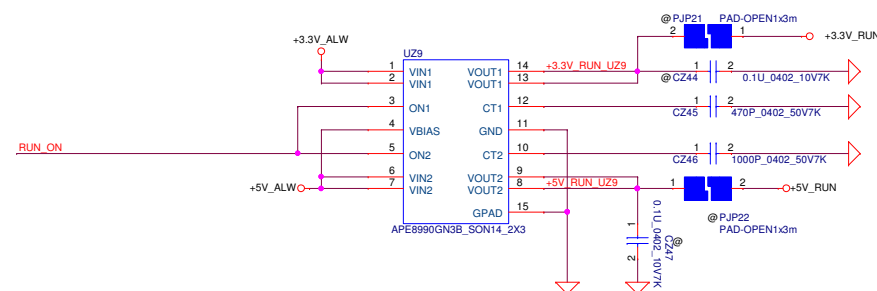 @ PJP21 PAD-OPEN1x3m
2 1 +3.3V_RUN
+3.3V_ALW
UZ9
1 VIN1 VOUT1 14 +3.3V_RUN_UZ9 1 2
2 VIN1 VOUT1 13 @ CZ44 0.1U_0402_10V7K
3 ON1 CT1 12 1 2
CZ45 470P_0402_50V7K
4 VBIAS GND 11
RUN_ON 5 ON2 CT2 10 1 2
CZ46 1000P_0402_50V7K
6 VIN2 VOUT2 9
+5V_ALW 7 VIN2 VOUT2 8 +5V_RUN_UZ9 1 2 +5V_RUN
GPAD 15
@ PJP22
PAD-OPEN1x3m
APE8990GN3B_SON14_2X3
1 2
0.1U_0402_10V7K
CZ47
@